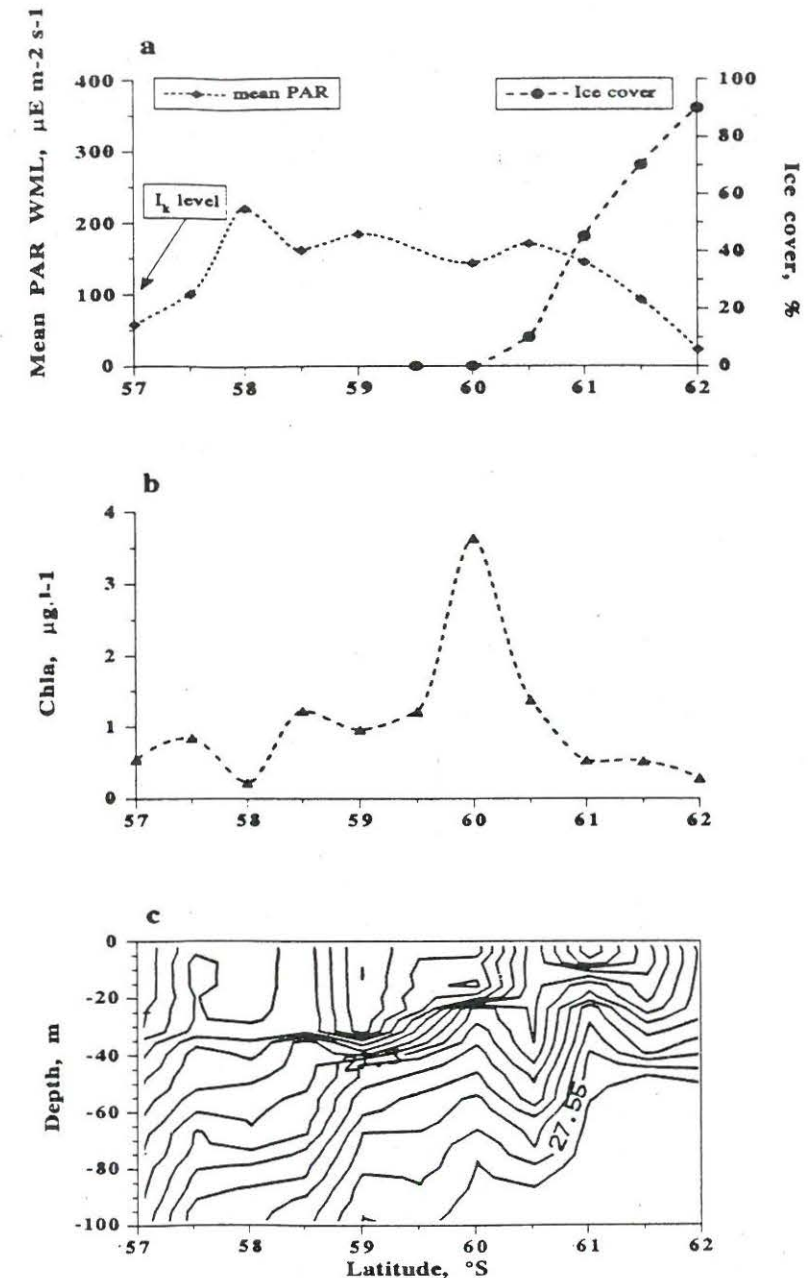 a
Mean PAR WML, µE m-2 s-1
400
300
200
100
0
mean PAR
Ice cover
Ik level
100
80
60
40
20
0
Ice cover, %
57 58 59 60 61 62
b
Chla, µg.l-1
4
3
2
1
0
57 58 59 60 61 62
c
Depth, m
0
-20
-40
-60
-80
-100
27.55
57 58 59 60 61 62
Latitude, °S